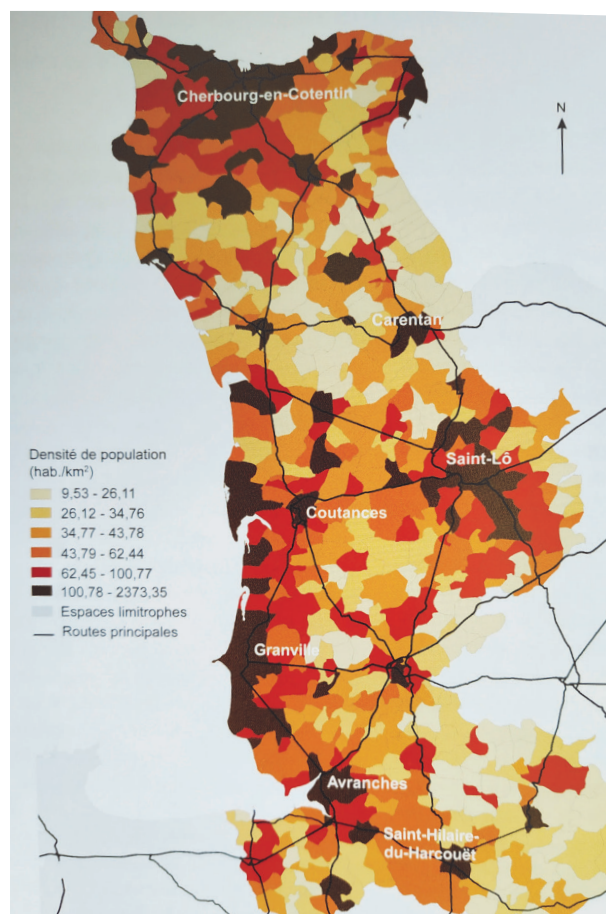 N
Cherbourg-en-Cotentin
Carentan
Saint-Lô
Coutances
Granville
Avranches
Saint-Hilaire-
du-Harcouët
Densité de population
(hab./km²)
9,53 - 26,11
26,12 - 34,76
34,77 - 43,78
43,79 - 62,44
62,45 - 100,77
100,78 - 2373,35
Espaces limitrophes
Routes principales